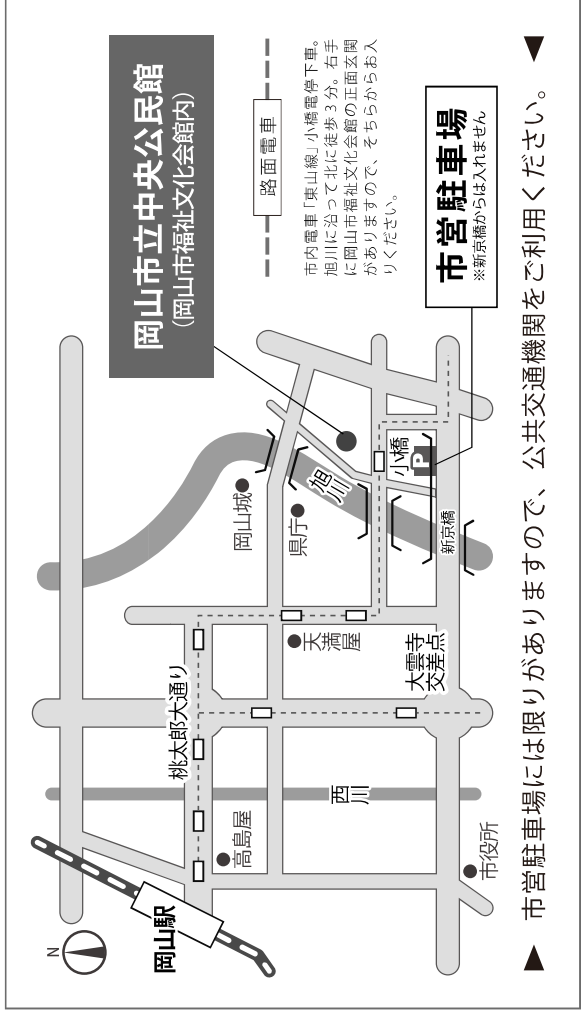 岡山市立中央公民館
（岡山市福祉文化会館内）
路面電車
市内電車「東山線」小橋電停下車。
旭川に沿って北に徒歩3分。右手
に岡山市福祉文化会館の正面玄関
がありますので、そちらからお入
りください。
市営駐車場
※新京橋からは入れません
岡山城
県庁
旭川
小橋
P
新京橋
天満屋
大雲寺
交差点
桃太郎大通り
西川
高島屋
市役所
岡山駅
N
▲ 市営駐車場には限りがありますので、公共交通機関をご利用ください。 ▲